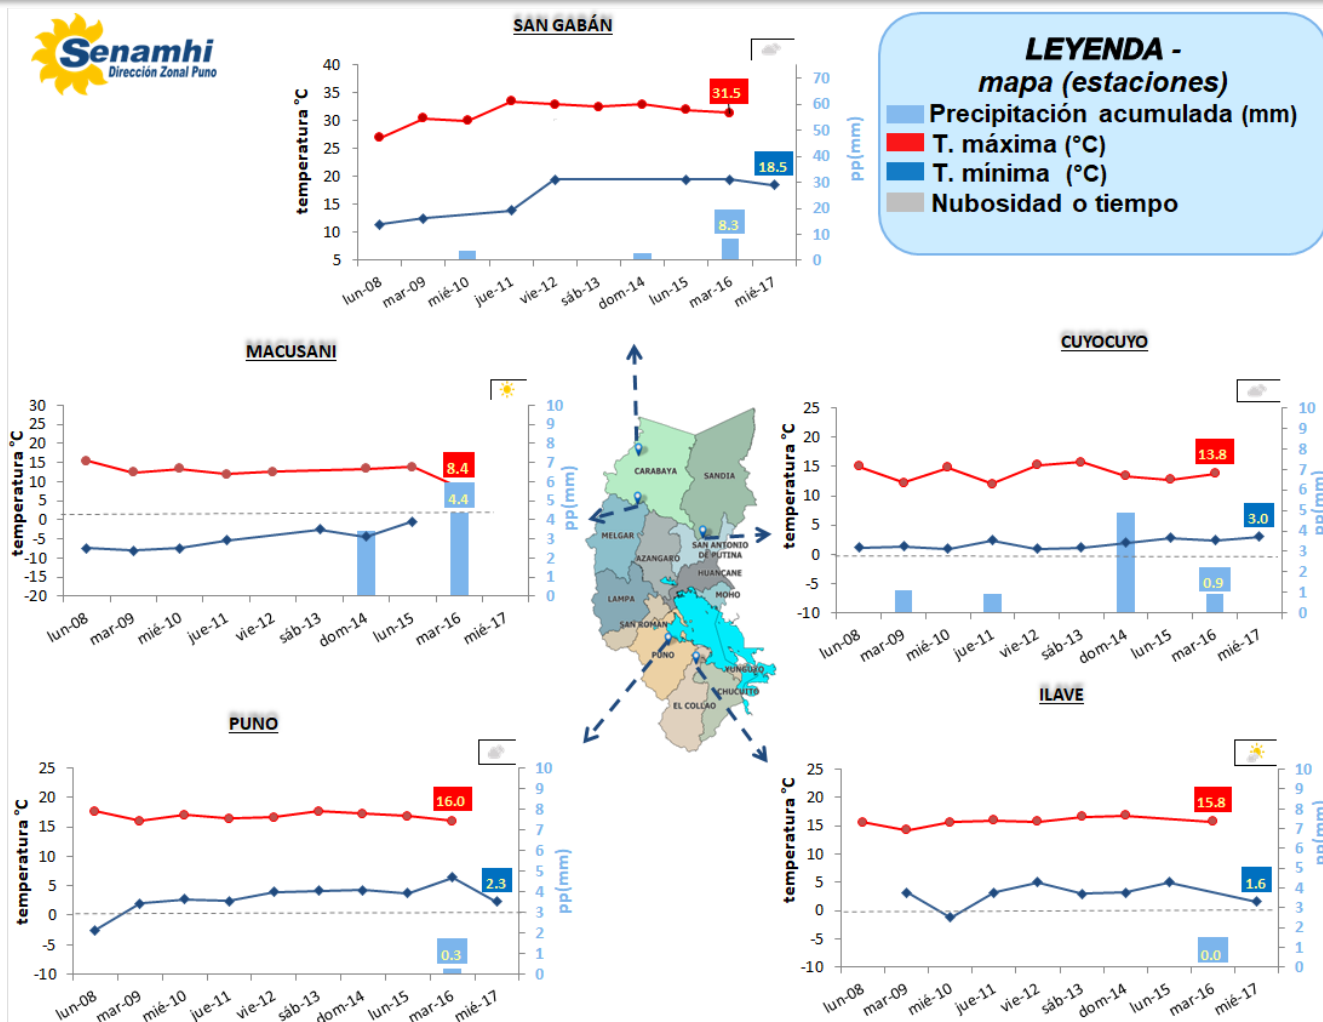 Senamhi
Dirección Zonal Puno
LEYENDA -
mapa (estaciones)
Precipitación acumulada (mm)
T. máxima (°C)
T. mínima (°C)
Nubosidad o tiempo
SAN GABÁN
temperatura °C
40
35
30
25
20
15
10
5
31.5
18.5
8.3
70
60
50
40
30
20
10
0
pp(mm)
lun-08 mar-09 mié-10 jue-11 vie-12 sáb-13 dom-14 lun-15 mar-16 mié-17
MACUSANI
temperatura °C
30
25
20
15
10
5
0
-5
-10
-15
-20
8.4
4.4
10
9
8
7
6
5
4
3
2
1
0
pp(mm)
lun-08 mar-09 mié-10 jue-11 vie-12 sáb-13 dom-14 lun-15 mar-16 mié-17
CARABAYA
SANDIA
MELGAR
AZANGARO
SAN ANTONIO
DE PUTINA
HUANCANE
LAMPA
MOHO
SAN ROMAN
PUNO
YUNGUYO
CHUCUITO
EL COLLAO
CUYOCUYO
temperatura °C
25
20
15
10
5
0
-5
-10
13.8
3.0
0.9
10
9
8
7
6
5
4
3
2
1
0
pp(mm)
lun-08 mar-09 mié-10 jue-11 vie-12 sáb-13 dom-14 lun-15 mar-16 mié-17
PUNO
temperatura °C
25
20
15
10
5
0
-5
-10
16.0
2.3
0.3
10
9
8
7
6
5
4
3
2
1
0
pp(mm)
lun-08 mar-09 mié-10 jue-11 vie-12 sáb-13 dom-14 lun-15 mar-16 mié-17
ILAVE
temperatura °C
25
20
15
10
5
0
-5
-10
15.8
1.6
0.0
10
9
8
7
6
5
4
3
2
1
0
pp(mm)
lun-08 mar-09 mié-10 jue-11 vie-12 sáb-13 dom-14 lun-15 mar-16 mié-17